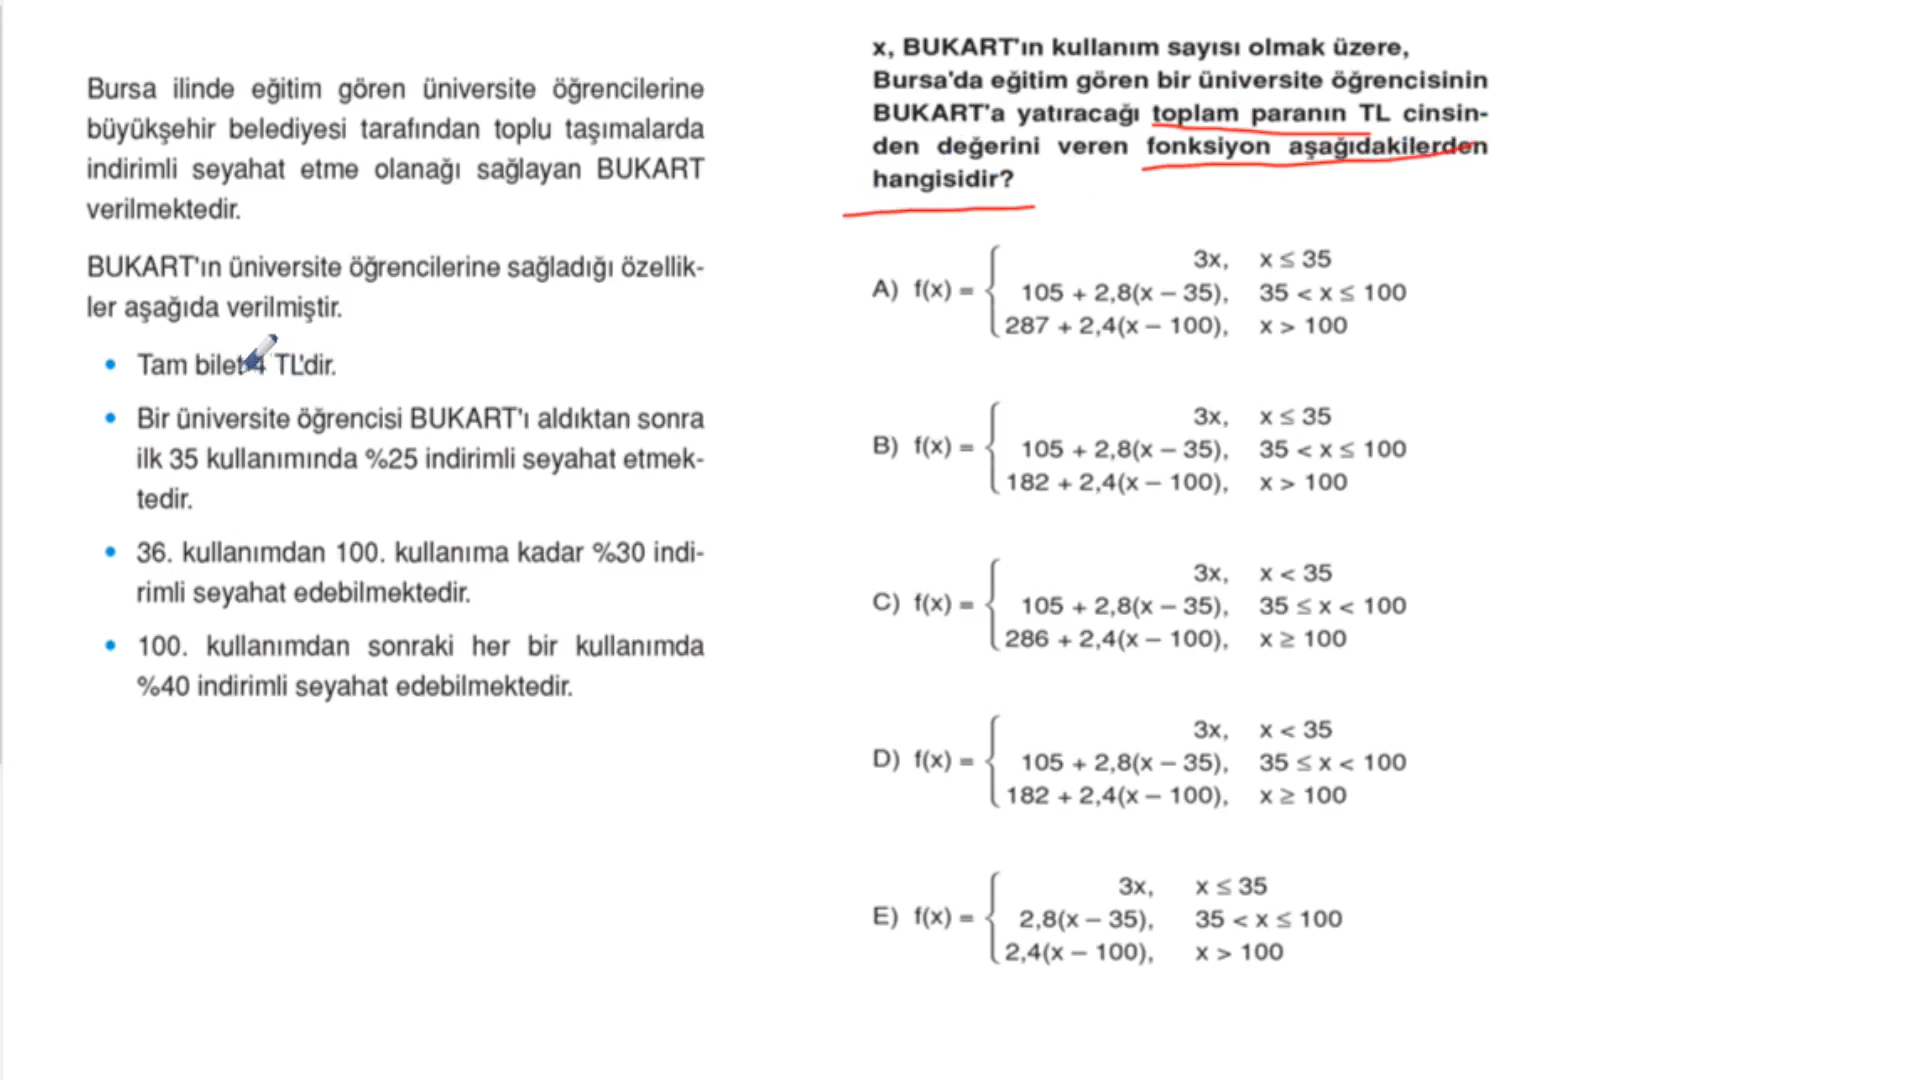 Bursa ilinde eğitim gören üniversite öğrencilerine
büyükşehir belediyesi tarafından toplu taşımalarda
indirimli seyahat etme olanağı sağlayan BUKART
verilmektedir.
BUKART'ın üniversite öğrencilerine sağladığı özellik-
ler aşağıda verilmiştir.
• Tam bilet 4 TL'dir.
• Bir üniversite öğrencisi BUKART'ı aldıktan sonra
ilk 35 kullanımında %25 indirimli seyahat etmek-
tedir.
• 36. kullanımdan 100. kullanıma kadar %30 indi-
rimli seyahat edebilmektedir.
• 100. kullanımdan sonraki her bir kullanımda
%40 indirimli seyahat edebilmektedir.
x, BUKART'ın kullanım sayısı olmak üzere,
Bursa'da eğitim gören bir üniversite öğrencisinin
BUKART'a yatıracağı toplam paranın TL cinsin-
den değerini veren fonksiyon aşağıdakilerden
hangisidir?
3x, x ≤ 35
A) f(x) = 105 + 2,8(x – 35), 35 < x ≤ 100
287 + 2,4(x – 100), x > 100
3x, x ≤ 35
B) f(x) = 105 + 2,8(x – 35), 35 < x ≤ 100
182 + 2,4(x – 100), x > 100
3x, x < 35
C) f(x) = 105 + 2,8(x – 35), 35 ≤ x < 100
286 + 2,4(x – 100), x ≥ 100
3x, x < 35
D) f(x) = 105 + 2,8(x – 35), 35 ≤ x < 100
182 + 2,4(x – 100), x ≥ 100
3x, x ≤ 35
E) f(x) = 2,8(x – 35), 35 < x ≤ 100
2,4(x – 100), x > 100